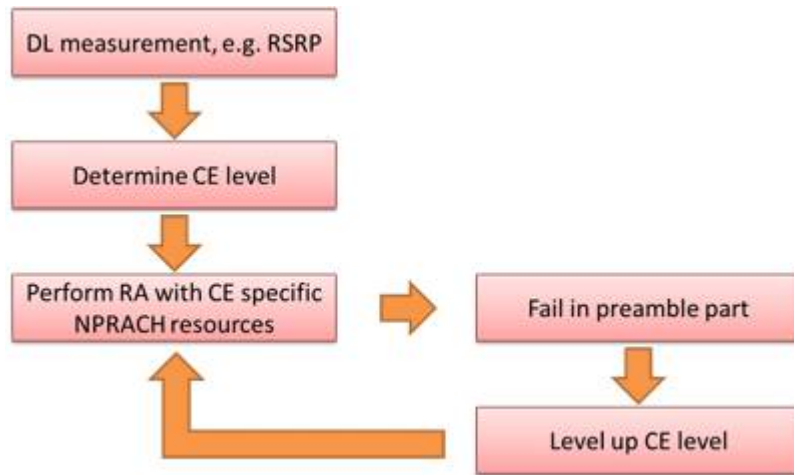 DL measurement, e.g. RSRP
Determine CE level
Perform RA with CE specific
NPRACH resources
Fail in preamble part
Level up CE level